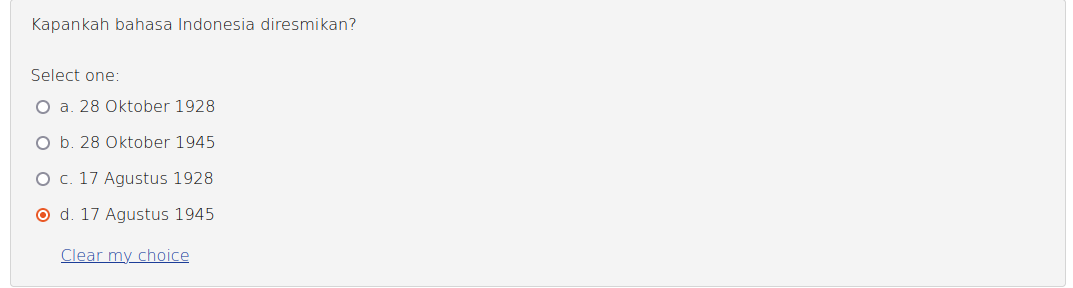 Kapankah bahasa Indonesia diresmikan?
Select one:
a. 28 Oktober 1928
b. 28 Oktober 1945
c. 17 Agustus 1928
d. 17 Agustus 1945
Clear my choice